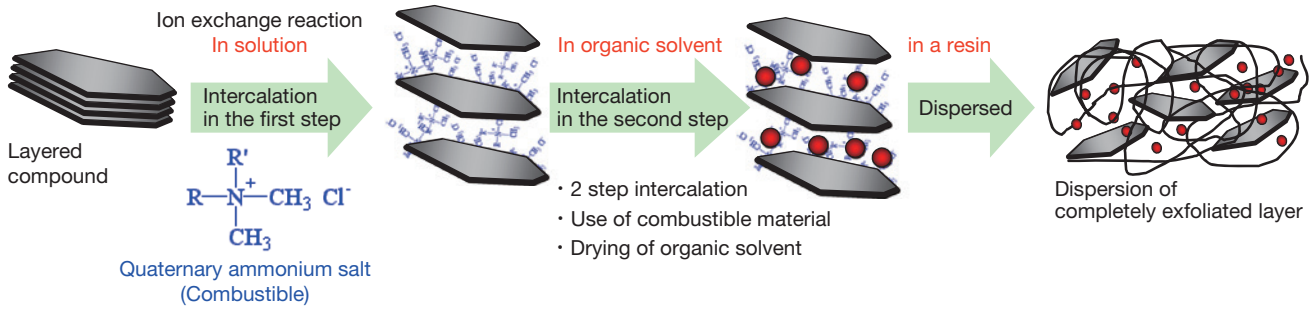 Ion exchange reaction
In solution
Intercalation
in the first step
Layered
compound
R'
R—N—CH3 Cl-
+
CH3
Quaternary ammonium salt
(Combustible)
In organic solvent
Intercalation
in the second step
・2 step intercalation
・Use of combustible material
・Drying of organic solvent
in a resin
Dispersed
Dispersion of
completely exfoliated layer